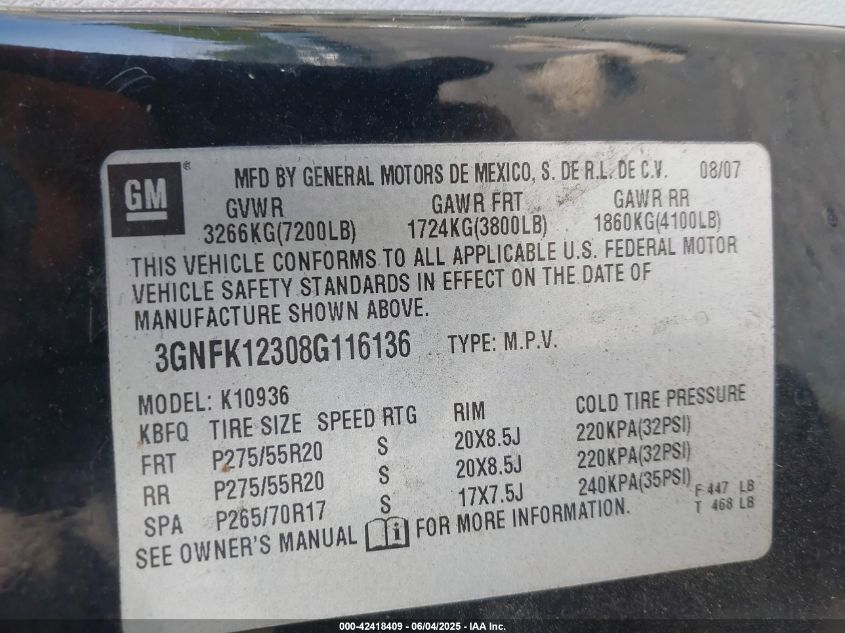 GM ® MFD BY GENERAL MOTORS DE MEXICO, S. DE R.L. DE C.V. 08/07
GVWR GAWR FRT GAWR RR
3266KG(7200LB) 1724KG(3800LB) 1860KG(4100LB)
THIS VEHICLE CONFORMS TO ALL APPLICABLE U.S. FEDERAL MOTOR
VEHICLE SAFETY STANDARDS IN EFFECT ON THE DATE OF
MANUFACTURE SHOWN ABOVE.
3GNFK12308G116136 TYPE: M.P.V.
MODEL: K10936
KBFQ TIRE SIZE SPEED RTG RIM COLD TIRE PRESSURE
FRT P275/55R20 S 20X8.5J 220KPA(32PSI)
RR P275/55R20 S 20X8.5J 220KPA(32PSI)
SPA P265/70R17 S 17X7.5J 240KPA(35PSI) F 447 LB
T 468 LB
SEE OWNER'S MANUAL i FOR MORE INFORMATION.
000-42418409 - 06/04/2025 - IAA Inc.